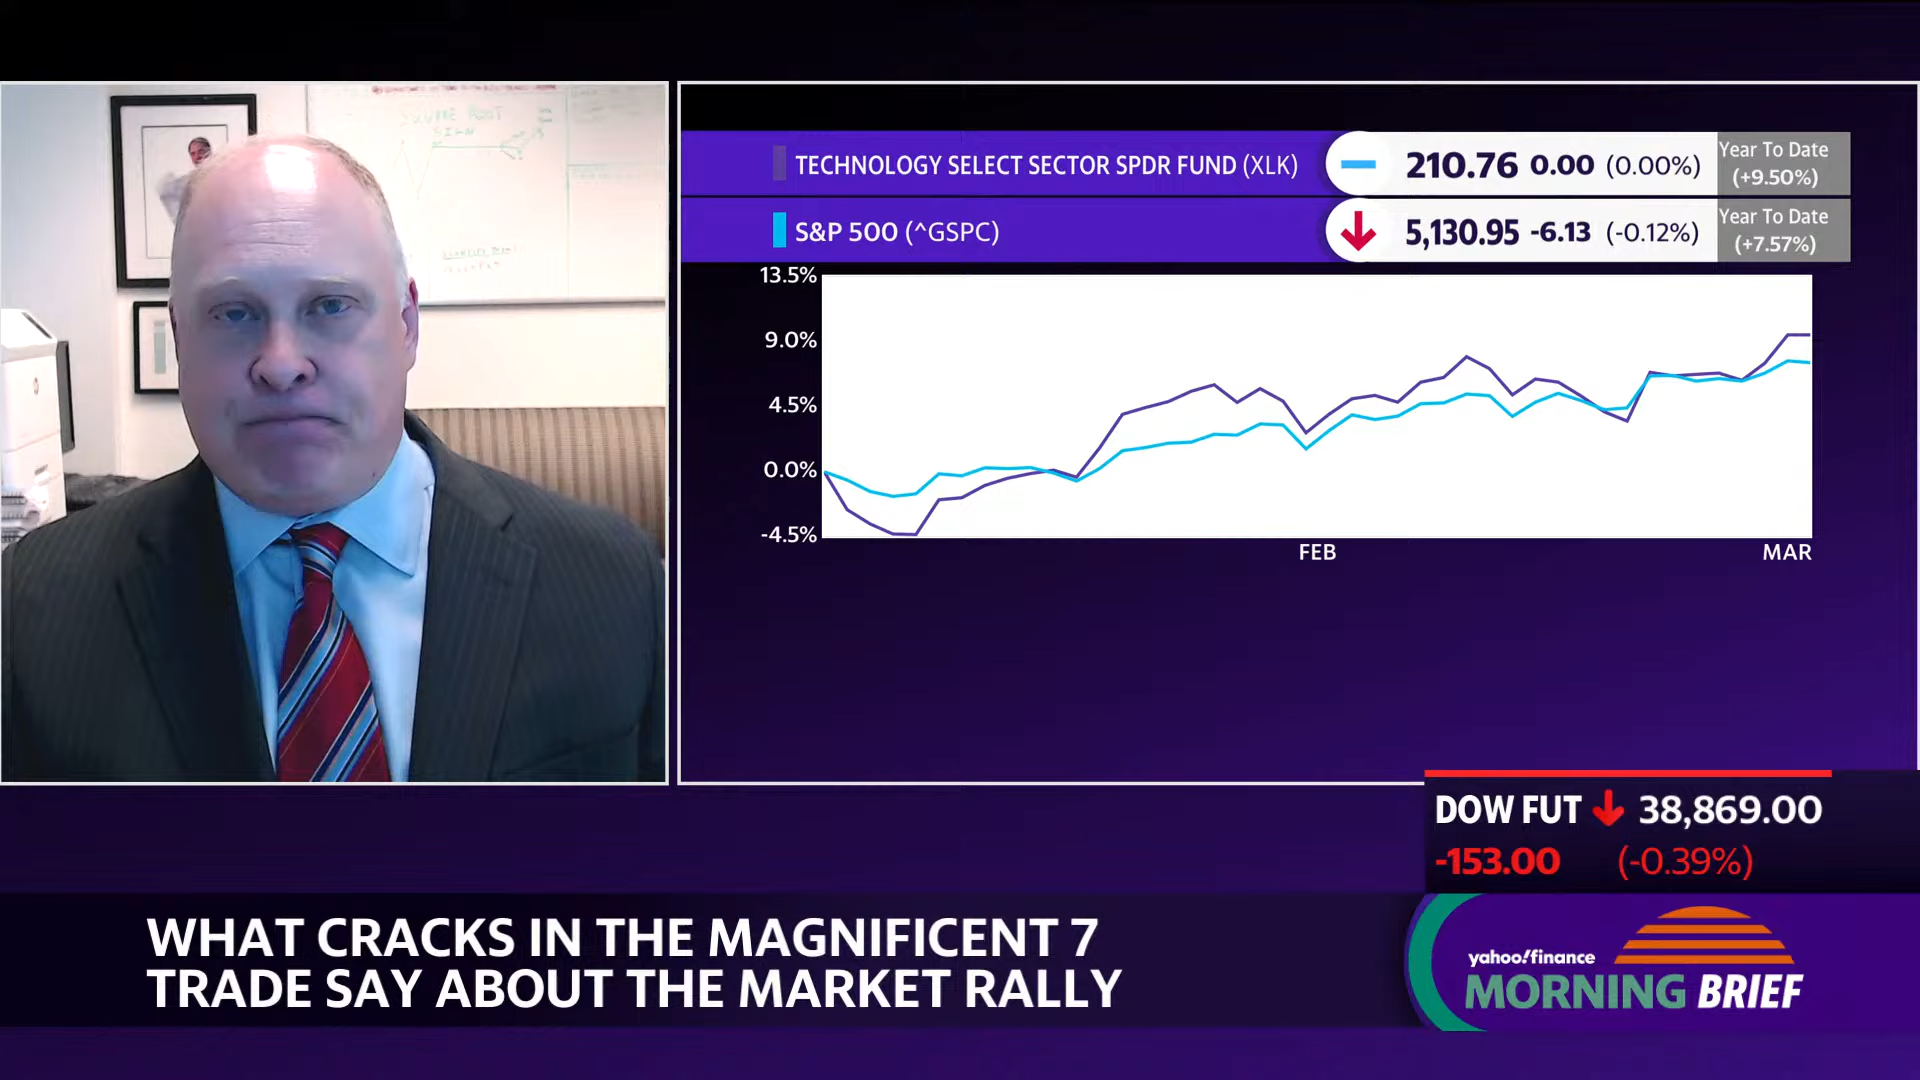 SQUARE ROOT
SIGN
TECHNOLOGY SELECT SECTOR SPDR FUND (XLK)
210.76 0.00 (0.00%)
Year To Date
(+9.50%)
S&P 500 (^GSPC)
5,130.95 -6.13 (-0.12%)
Year To Date
(+7.57%)
13.5%
9.0%
4.5%
0.0%
-4.5%
FEB
MAR
DOW FUT 38,869.00
-153.00 (-0.39%)
WHAT CRACKS IN THE MAGNIFICENT 7
TRADE SAY ABOUT THE MARKET RALLY
yahoo!finance
MORNING BRIEF